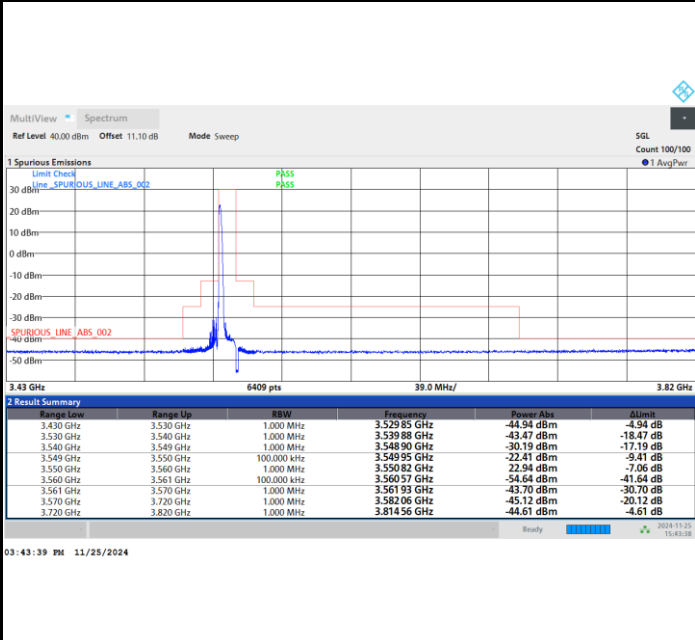 MultiView Spectrum
Ref Level 40.00 dBm Offset 11.10 dB Mode Sweep SGL
Count 100/100
1 Spurious Emissions 1 AvgPwr
Limit Check PASS
Line _SPURIOUS_LINE_ABS_002 PASS
30 dBm
20 dBm
10 dBm
0 dBm
-10 dBm
-20 dBm
-30 dBm
SPURIOUS_LINE_ABS_002
-40 dBm
-50 dBm
3.43 GHz 6409 pts 39.0 MHz/ 3.82 GHz
2 Result Summary
Range Low Range Up RBW Frequency Power Abs ΔLimit
3.430 GHz 3.530 GHz 1.000 MHz 3.529 85 GHz -44.94 dBm -4.94 dB
3.530 GHz 3.540 GHz 1.000 MHz 3.539 88 GHz -43.47 dBm -18.47 dB
3.540 GHz 3.549 GHz 1.000 MHz 3.548 90 GHz -30.19 dBm -17.19 dB
3.549 GHz 3.550 GHz 100.000 kHz 3.549 95 GHz -22.41 dBm -9.41 dB
3.550 GHz 3.560 GHz 1.000 MHz 3.550 82 GHz 22.94 dBm -7.06 dB
3.560 GHz 3.561 GHz 100.000 kHz 3.560 57 GHz -54.64 dBm -41.64 dB
3.561 GHz 3.570 GHz 1.000 MHz 3.561 93 GHz -43.70 dBm -30.70 dB
3.570 GHz 3.720 GHz 1.000 MHz 3.582 06 GHz -45.12 dBm -20.12 dB
3.720 GHz 3.820 GHz 1.000 MHz 3.814 56 GHz -44.61 dBm -4.61 dB
Ready 2024-11-25
15:43:38
03:43:39 PM 11/25/2024